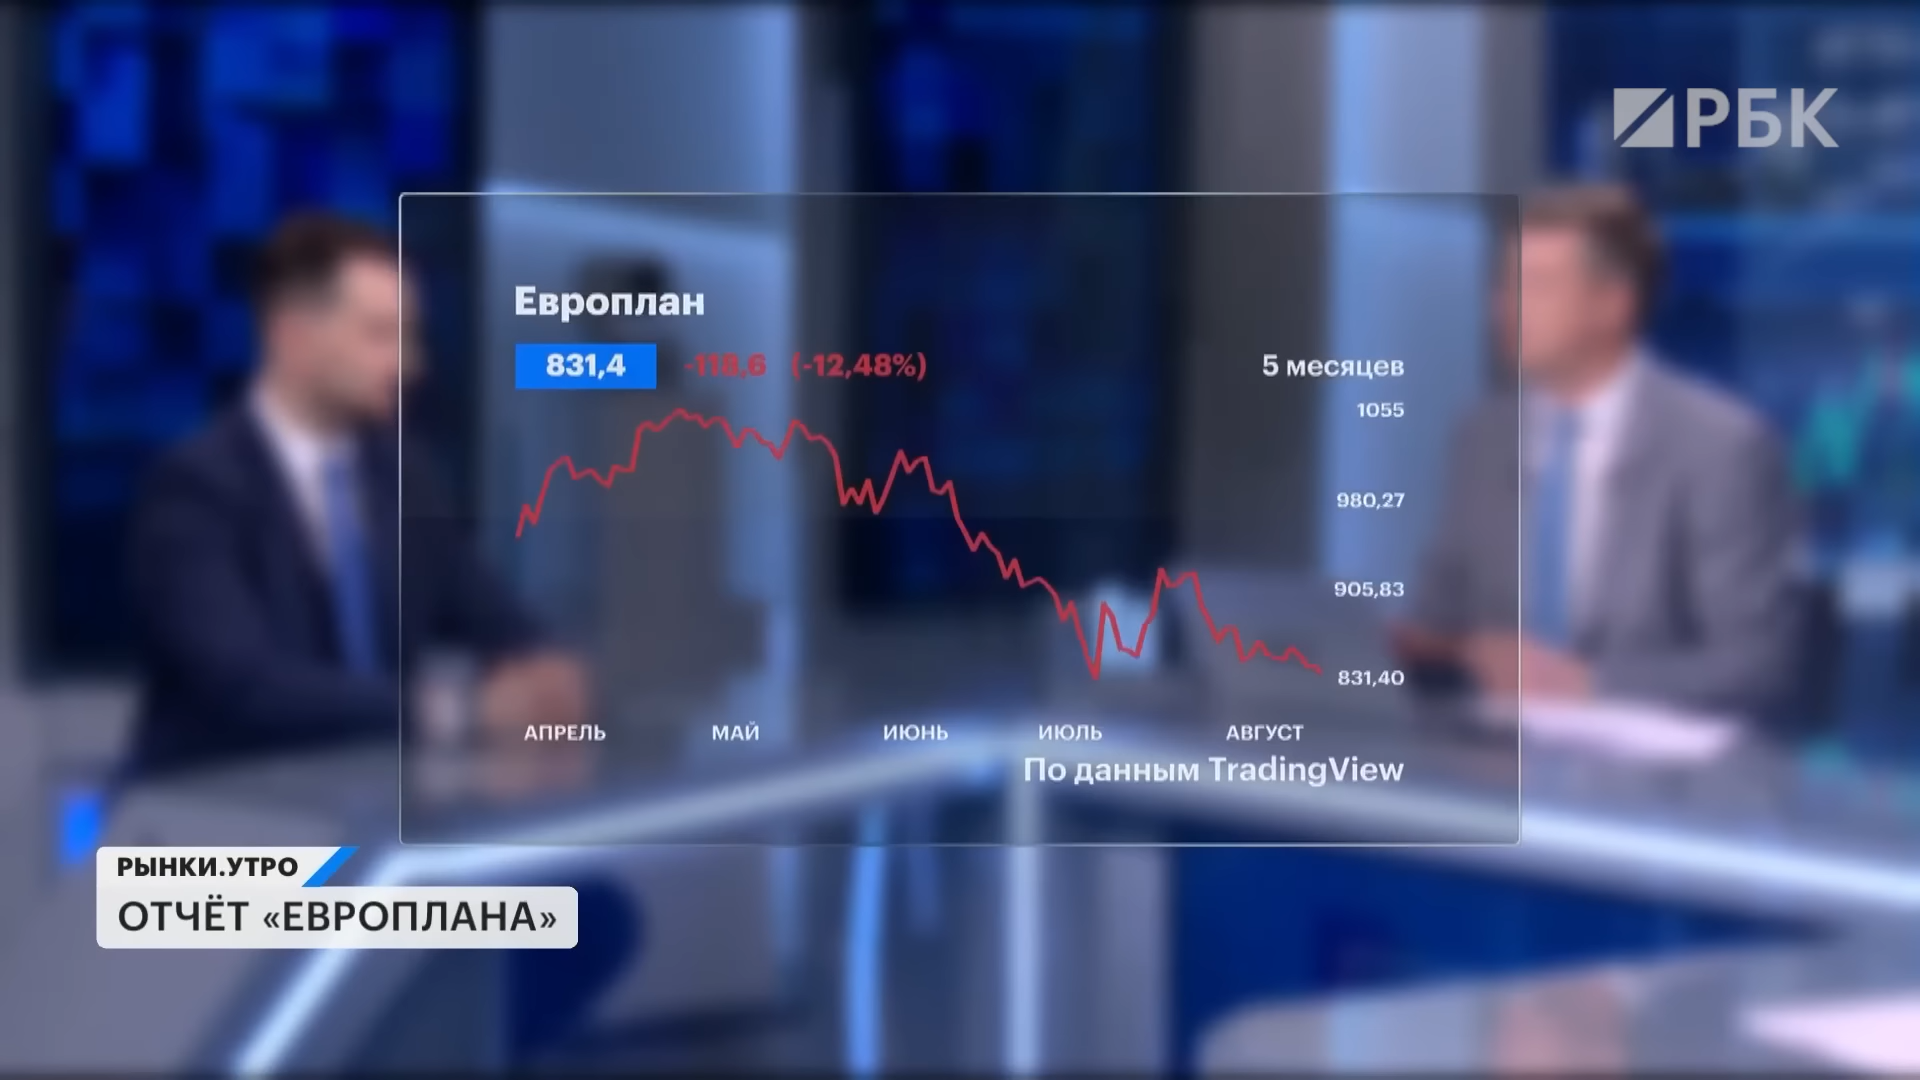 РБК
Европлан
831,4 -118,6 (-12,48%)
5 месяцев
1055
980,27
905,83
831,40
АПРЕЛЬ МАЙ ИЮНЬ ИЮЛЬ АВГУСТ
По данным TradingView
РЫНКИ.УТРО
ОТЧЁТ «ЕВРОПЛАНА»